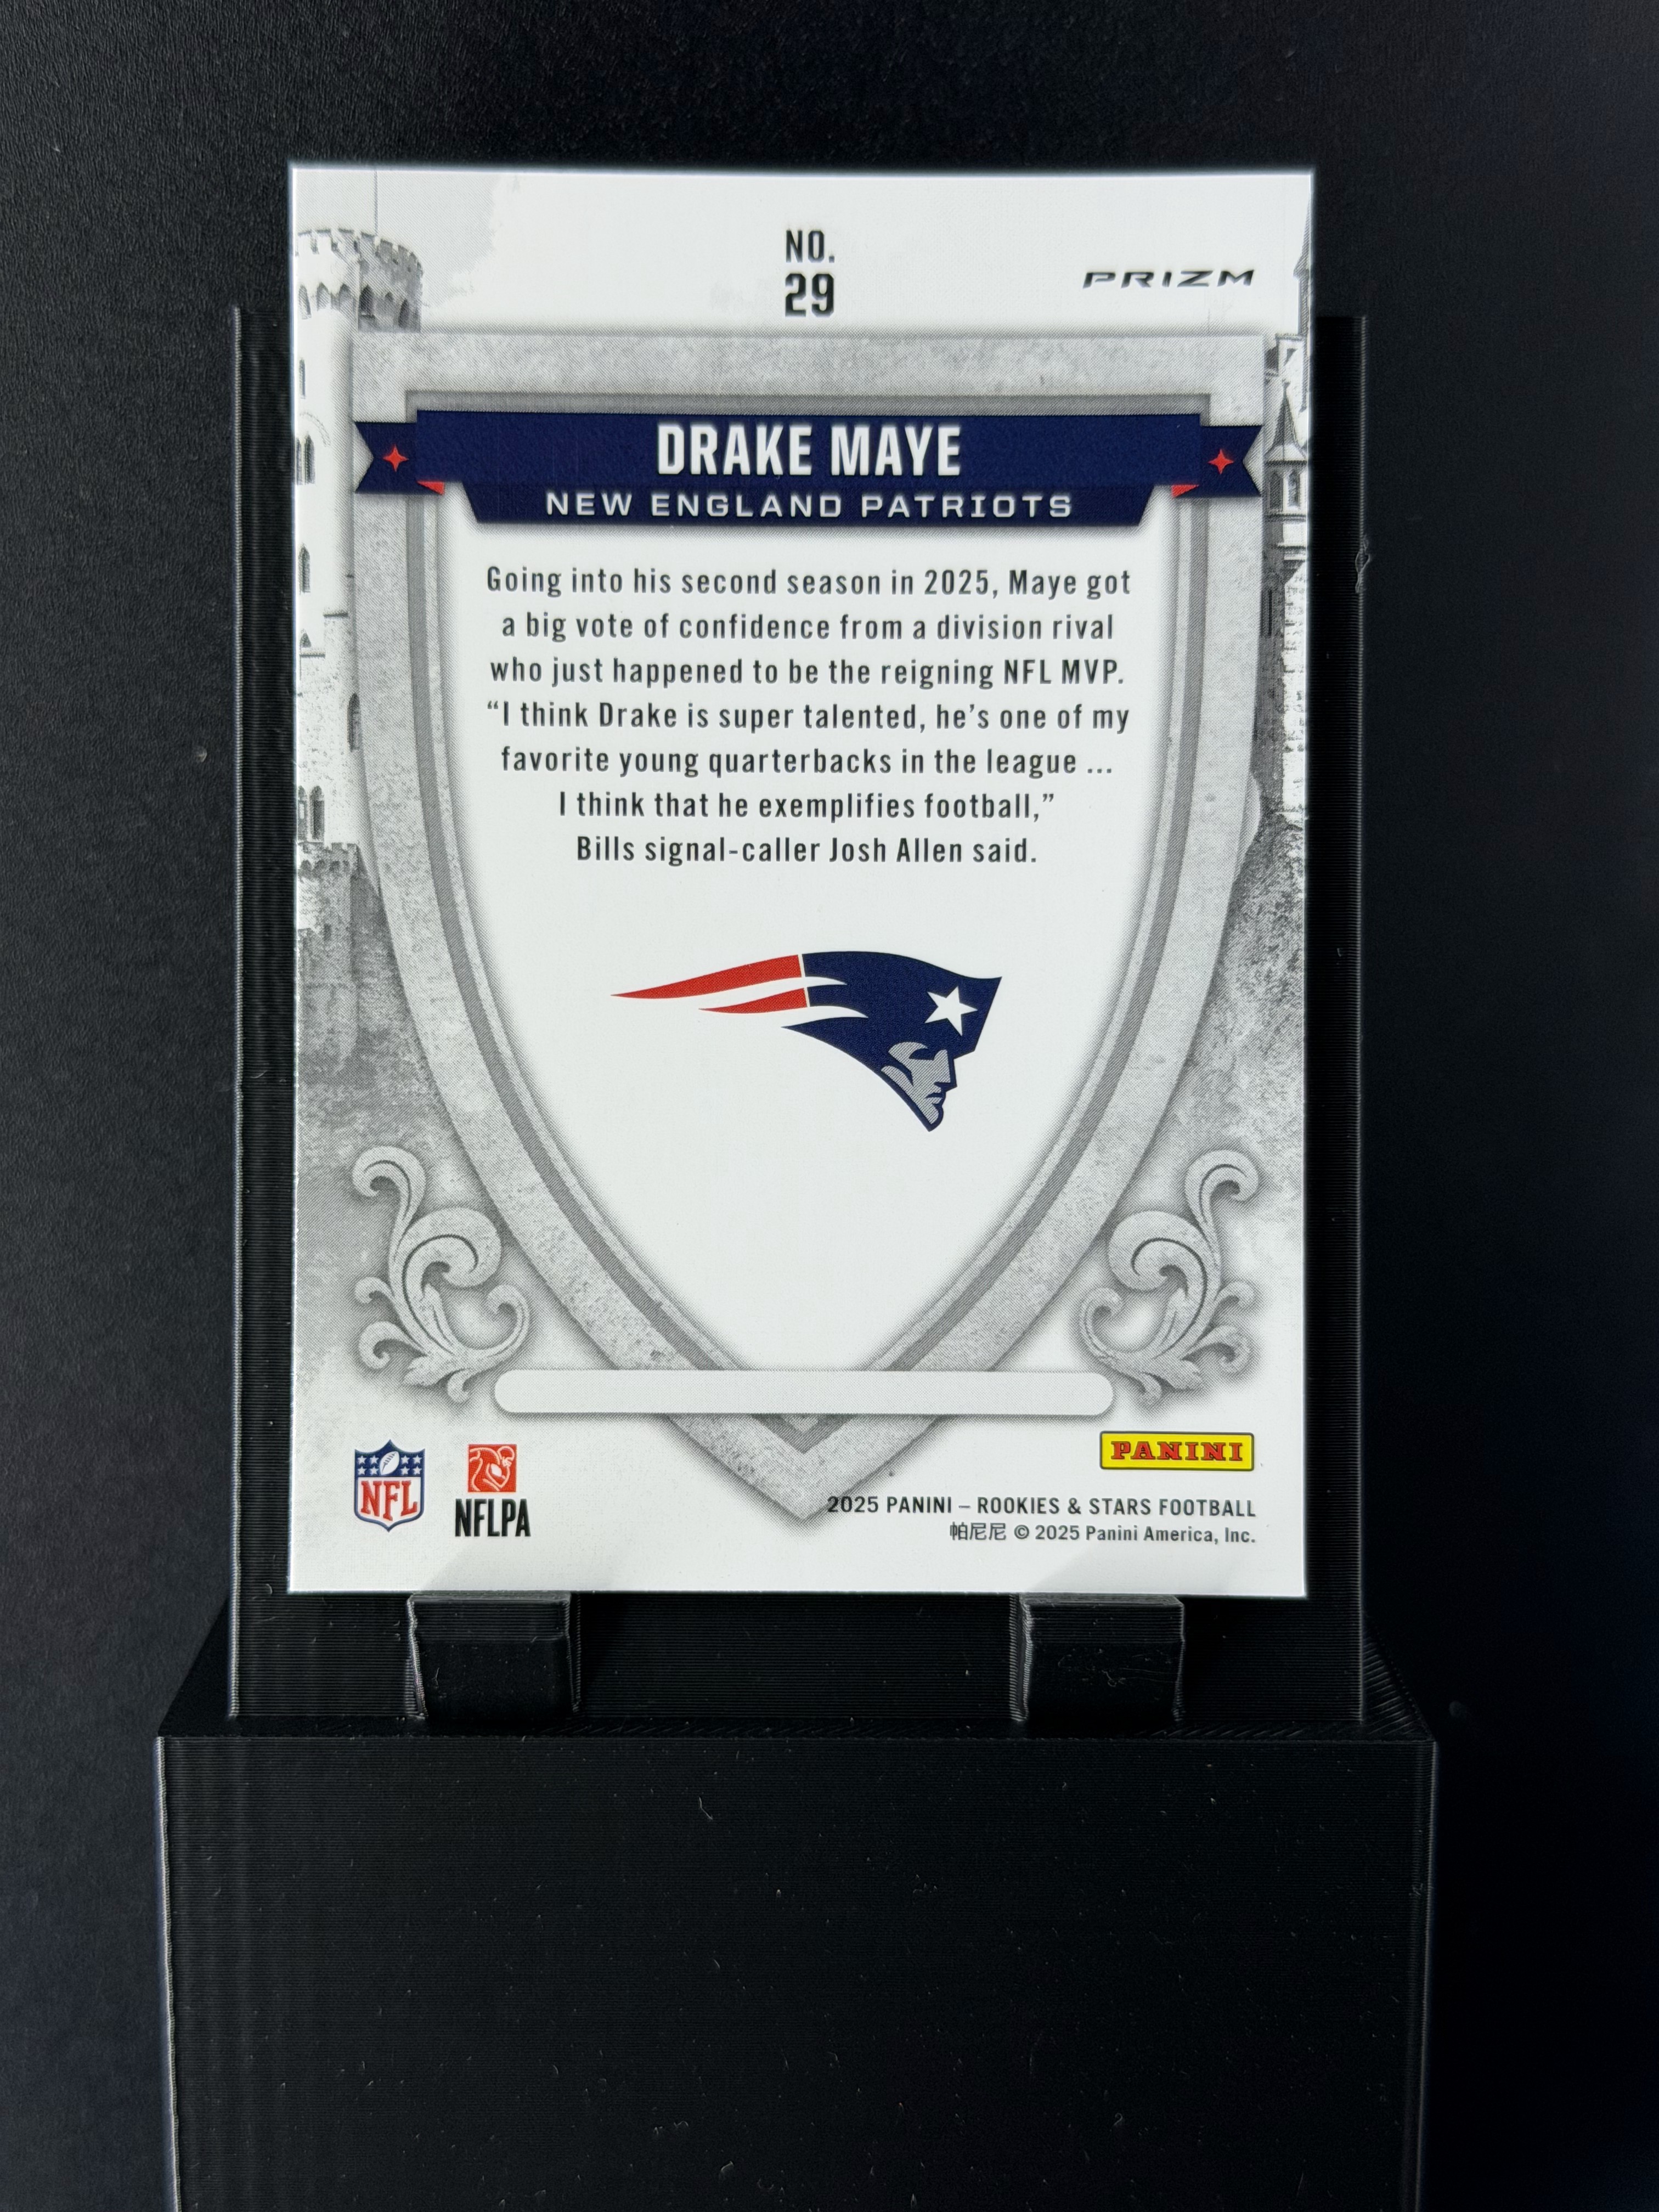 NO.
29
PRIZM
DRAKE MAYE
NEW ENGLAND PATRIOTS
Going into his second season in 2025, Maye got
a big vote of confidence from a division rival
who just happened to be the reigning NFL MVP.
“I think Drake is super talented, he’s one of my
favorite young quarterbacks in the league ...
I think that he exemplifies football,”
Bills signal-caller Josh Allen said.
PANINI
NFL
NFLPA
2025 PANINI – ROOKIES & STARS FOOTBALL
帕尼尼 © 2025 Panini America, Inc.